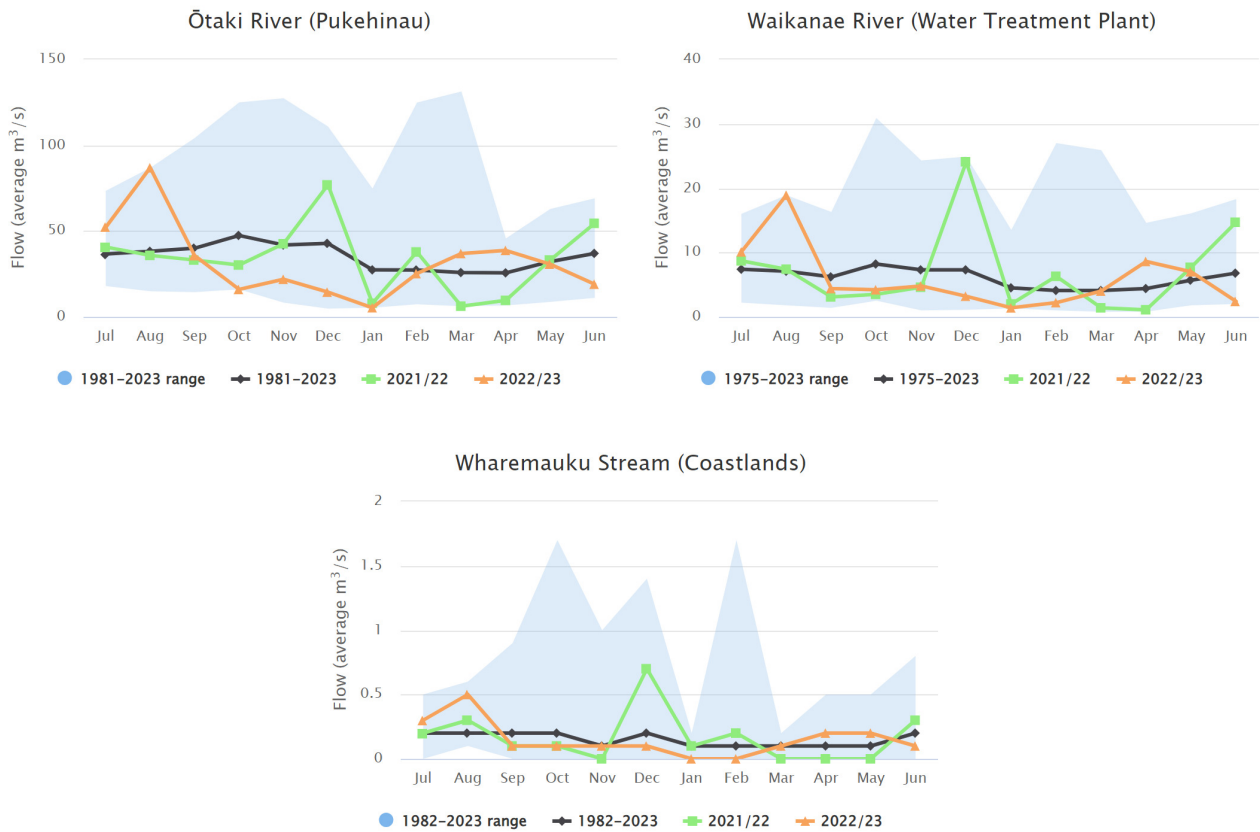 Ōtaki River (Pukehinau)
Flow (average m³/s)
150
100
50
0
Jul Aug Sep Oct Nov Dec Jan Feb Mar Apr May Jun
1981–2023 range 1981–2023 2021/22 2022/23
Waikanae River (Water Treatment Plant)
Flow (average m³/s)
40
30
20
10
0
Jul Aug Sep Oct Nov Dec Jan Feb Mar Apr May Jun
1975–2023 range 1975–2023 2021/22 2022/23
Wharemauku Stream (Coastlands)
Flow (average m³/s)
2
1.5
1
0.5
0
Jul Aug Sep Oct Nov Dec Jan Feb Mar Apr May Jun
1982–2023 range 1982–2023 2021/22 2022/23